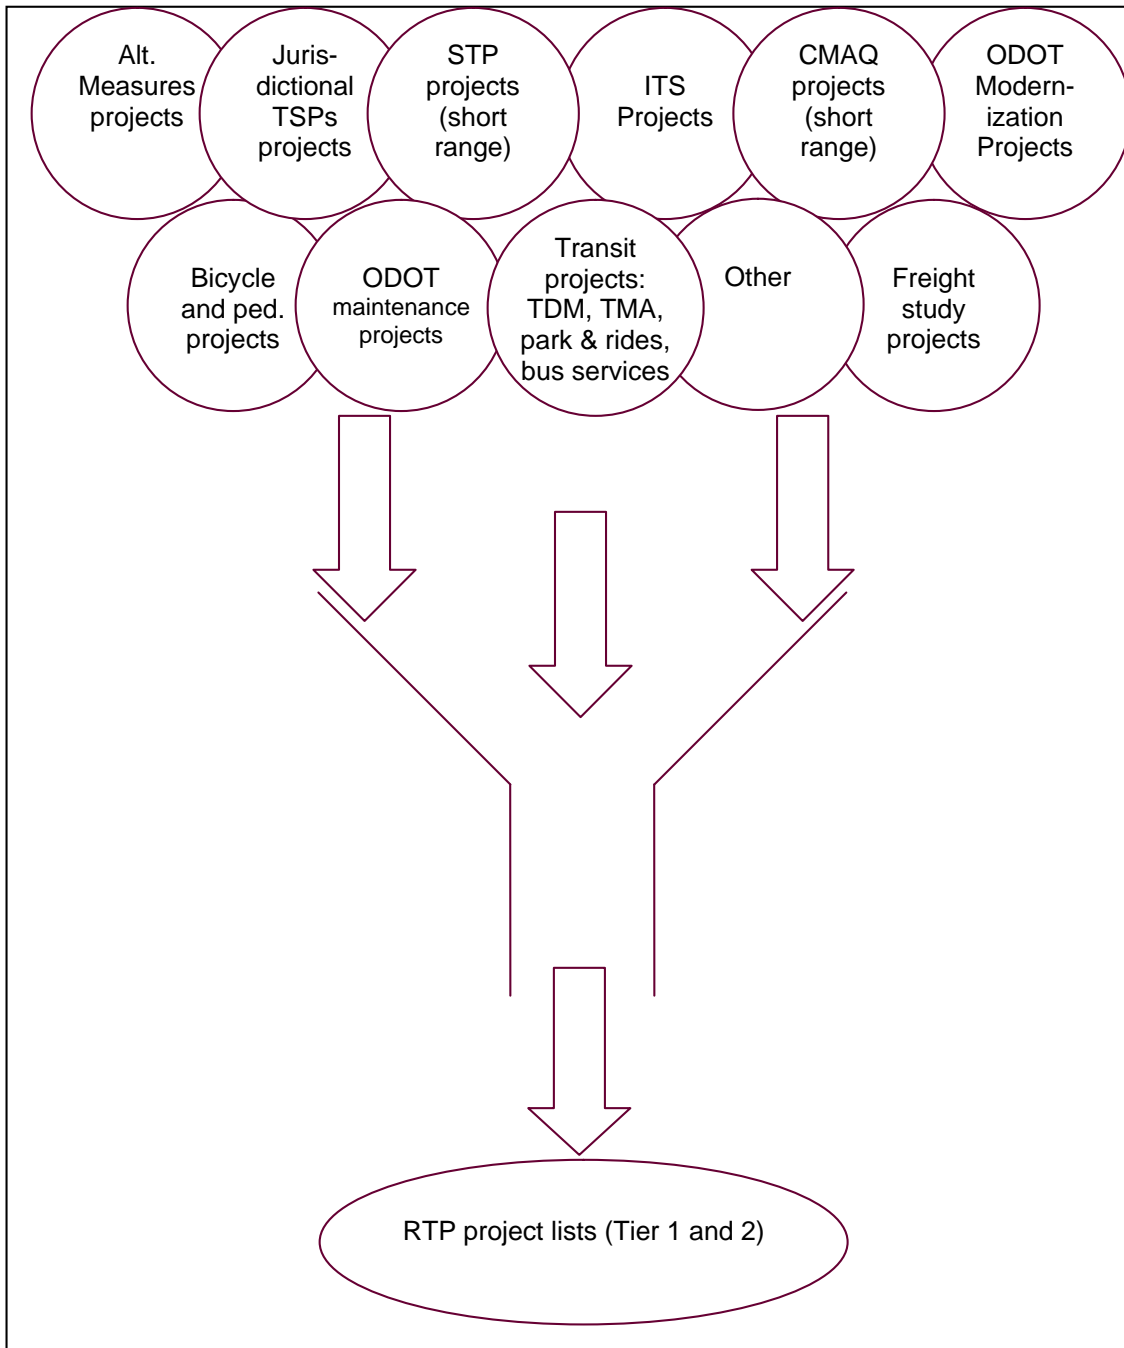 Alt.
Measures
projects
Juris-
dictional
TSPs
projects
STP
projects
(short
range)
ITS
Projects
CMAQ
projects
(short
range)
ODOT
Modern-
ization
Projects
Bicycle
and ped.
projects
ODOT
maintenance
projects
Transit
projects:
TDM, TMA,
park & rides,
bus services
Other
Freight
study
projects
RTP project lists (Tier 1 and 2)